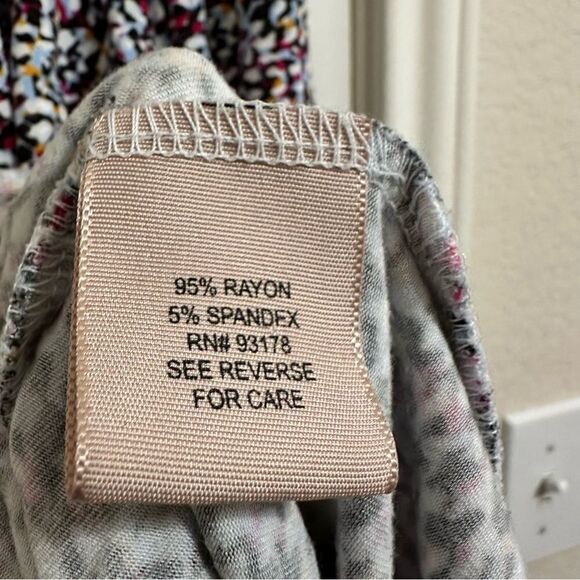 95% RAYON
5% SPANDEX
RN# 93178
SEE REVERSE
FOR CARE